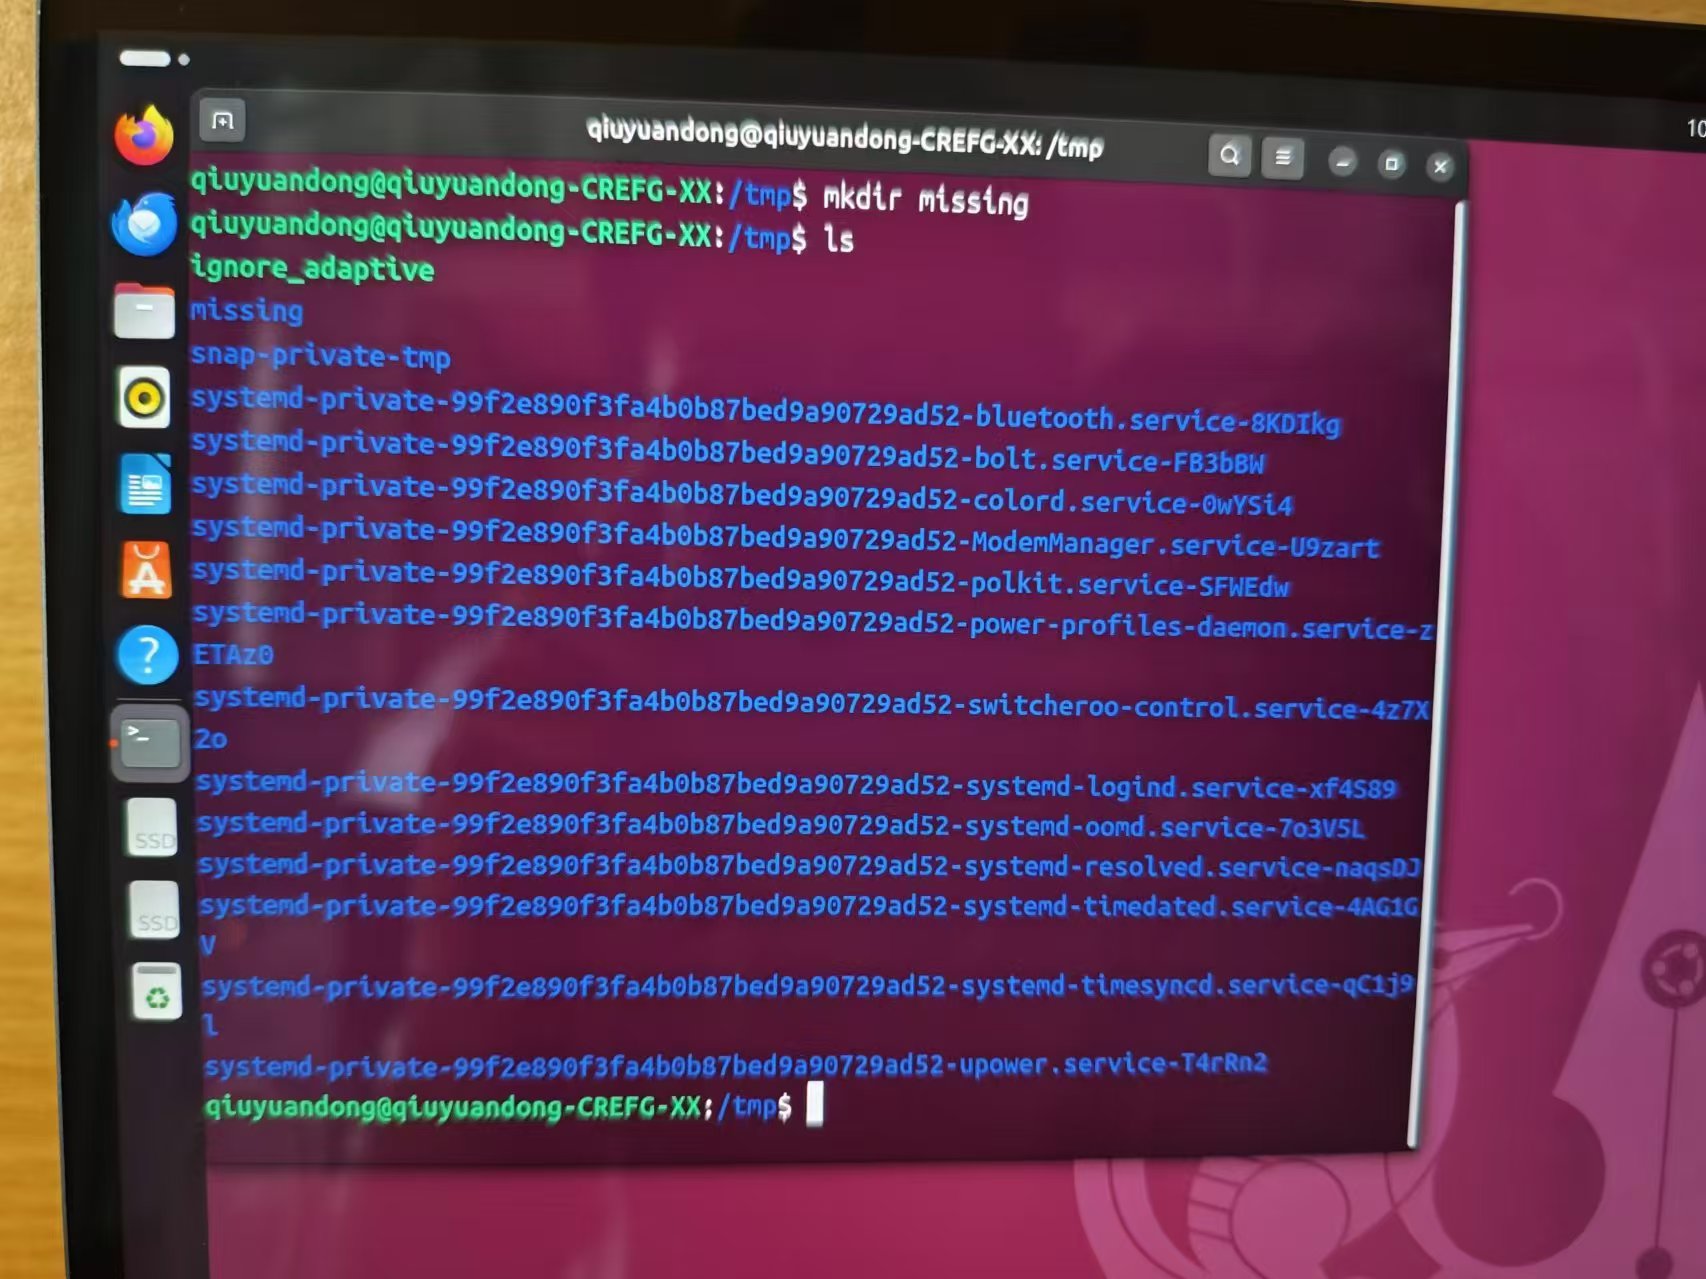 10
qiuyuandong@qiuyuandong-CREFG-XX: /tmp
qiuyuandong@qiuyuandong-CREFG-XX:/tmp$ mkdir missing
qiuyuandong@qiuyuandong-CREFG-XX:/tmp$ ls
ignore_adaptive
missing
snap-private-tmp
systemd-private-99f2e890f3fa4b0b87bed9a90729ad52-bluetooth.service-8KDIkg
systemd-private-99f2e890f3fa4b0b87bed9a90729ad52-bolt.service-FB3bBW
systemd-private-99f2e890f3fa4b0b87bed9a90729ad52-colord.service-0wYSi4
systemd-private-99f2e890f3fa4b0b87bed9a90729ad52-ModemManager.service-U9zart
systemd-private-99f2e890f3fa4b0b87bed9a90729ad52-polkit.service-SFWEdw
systemd-private-99f2e890f3fa4b0b87bed9a90729ad52-power-profiles-daemon.service-z
ETAz0
systemd-private-99f2e890f3fa4b0b87bed9a90729ad52-switcheroo-control.service-4z7X
2o
systemd-private-99f2e890f3fa4b0b87bed9a90729ad52-systemd-logind.service-xf4S89
systemd-private-99f2e890f3fa4b0b87bed9a90729ad52-systemd-oomd.service-7o3V5L
systemd-private-99f2e890f3fa4b0b87bed9a90729ad52-systemd-resolved.service-naqsDJ
systemd-private-99f2e890f3fa4b0b87bed9a90729ad52-systemd-timedated.service-4AG1G
V
systemd-private-99f2e890f3fa4b0b87bed9a90729ad52-systemd-timesyncd.service-qC1j9
l
systemd-private-99f2e890f3fa4b0b87bed9a90729ad52-upower.service-T4rRn2
qiuyuandong@qiuyuandong-CREFG-XX:/tmp$
SSD
SSD